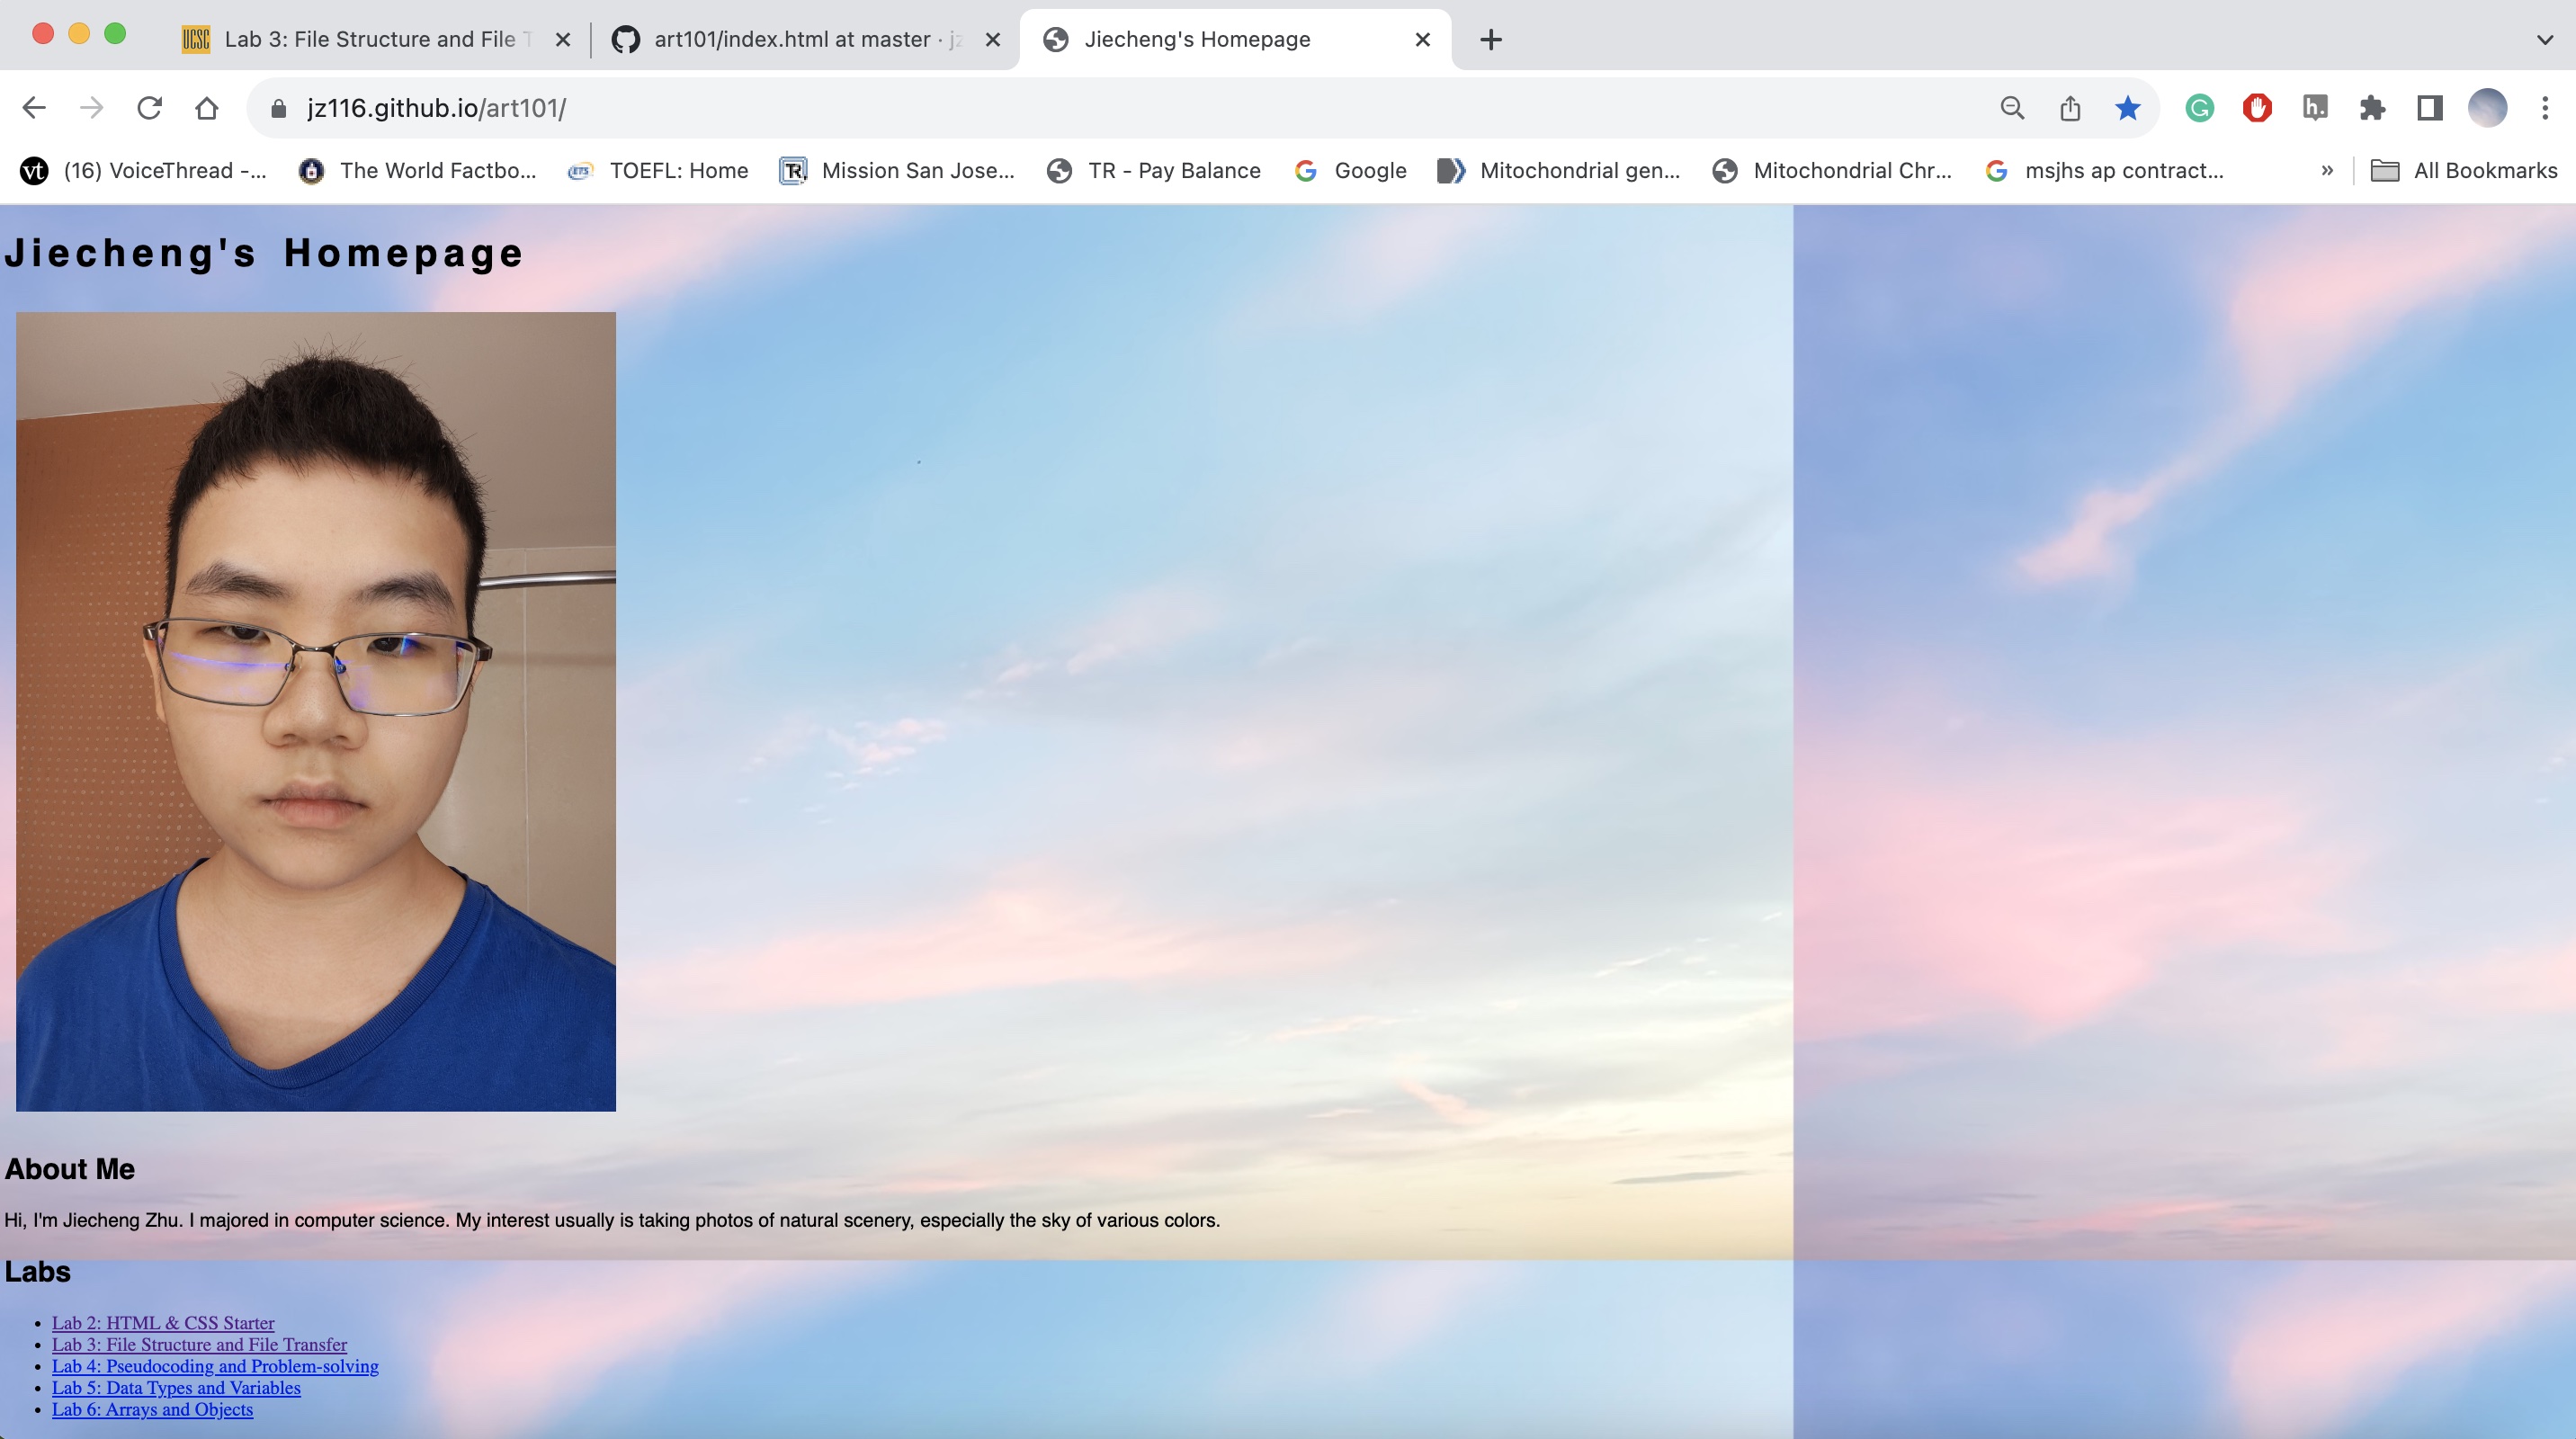 UCSC Lab 3: File Structure and File T
art101/index.html at master · jz
Jiecheng's Homepage
jz116.github.io/art101/
vt (16) VoiceThread -... The World Factbo... ETS TOEFL: Home TR Mission San Jose... TR - Pay Balance Google Mitochondrial gen... Mitochondrial Chr... msjhs ap contract... » All Bookmarks
Jiecheng's Homepage
About Me
Hi, I'm Jiecheng Zhu. I majored in computer science. My interest usually is taking photos of natural scenery, especially the sky of various colors.
Labs
• Lab 2: HTML & CSS Starter
• Lab 3: File Structure and File Transfer
• Lab 4: Pseudocoding and Problem-solving
• Lab 5: Data Types and Variables
• Lab 6: Arrays and Objects